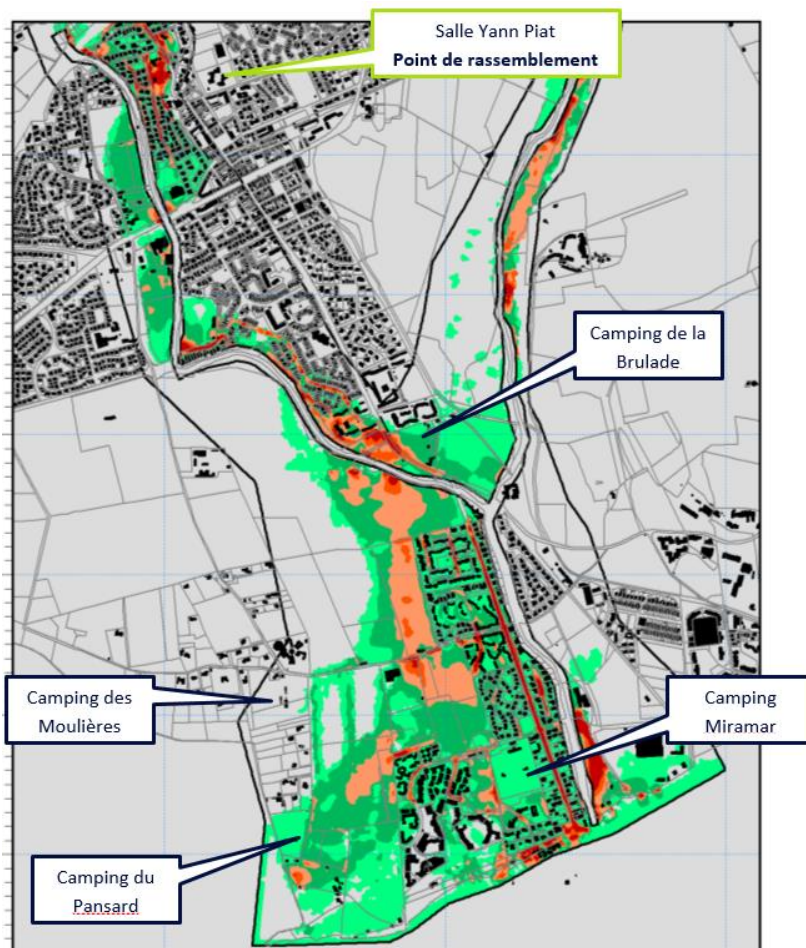 Salle Yann Piat
Point de rassemblement
Camping de la
Brulade
Camping des
Moulières
Camping
Miramar
Camping du
Pansard